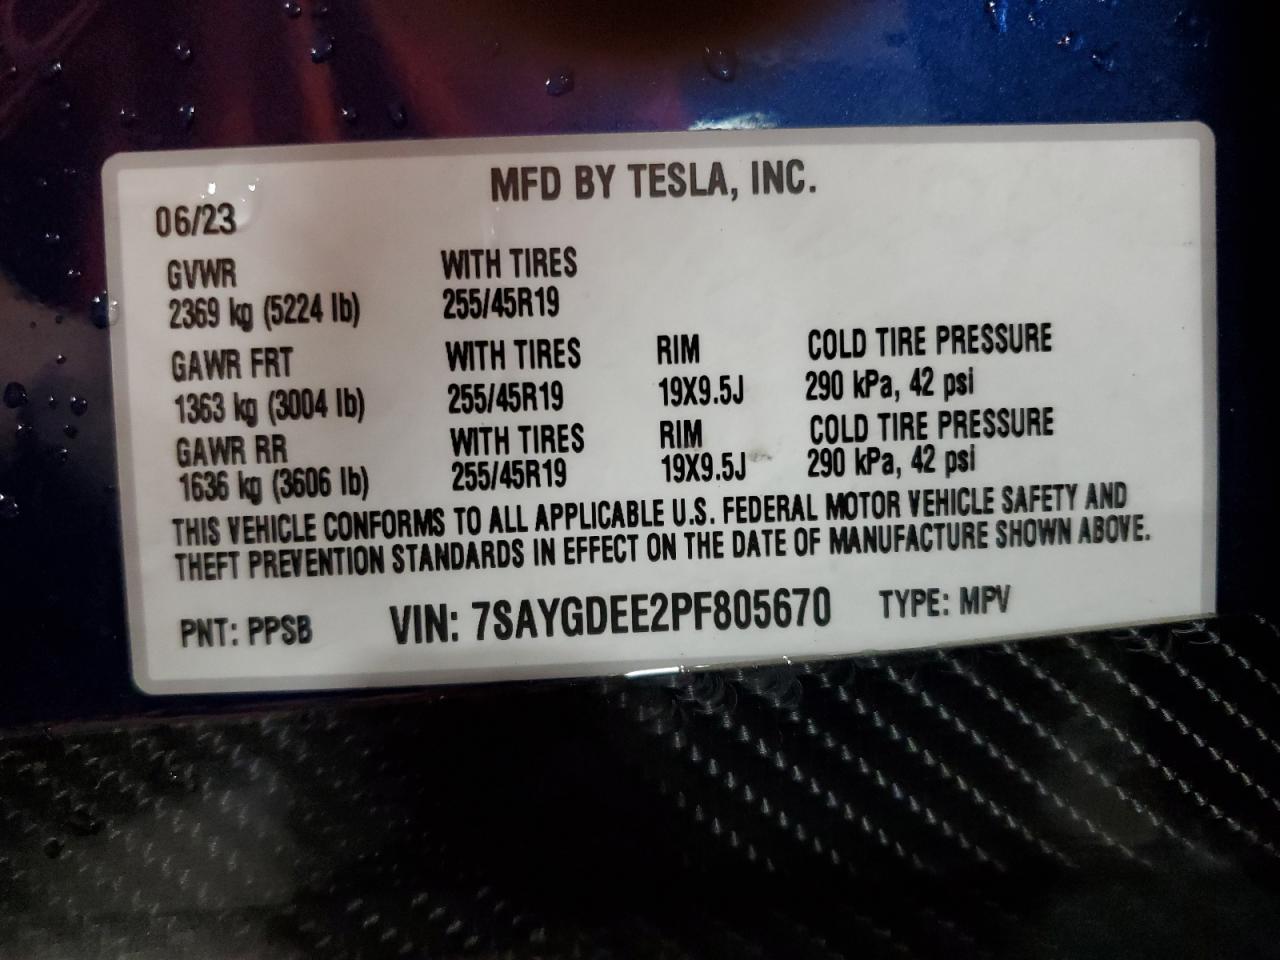 MFD BY TESLA, INC.
06/23
GVWR WITH TIRES
2369 kg (5224 lb) 255/45R19
GAWR FRT WITH TIRES RIM COLD TIRE PRESSURE
1363 kg (3004 lb) 255/45R19 19X9.5J 290 kPa, 42 psi
GAWR RR WITH TIRES RIM COLD TIRE PRESSURE
1636 kg (3606 lb) 255/45R19 19X9.5J 290 kPa, 42 psi
THIS VEHICLE CONFORMS TO ALL APPLICABLE U.S. FEDERAL MOTOR VEHICLE SAFETY AND
THEFT PREVENTION STANDARDS IN EFFECT ON THE DATE OF MANUFACTURE SHOWN ABOVE.
PNT: PPSB VIN: 7SAYGDEE2PF805670 TYPE: MPV